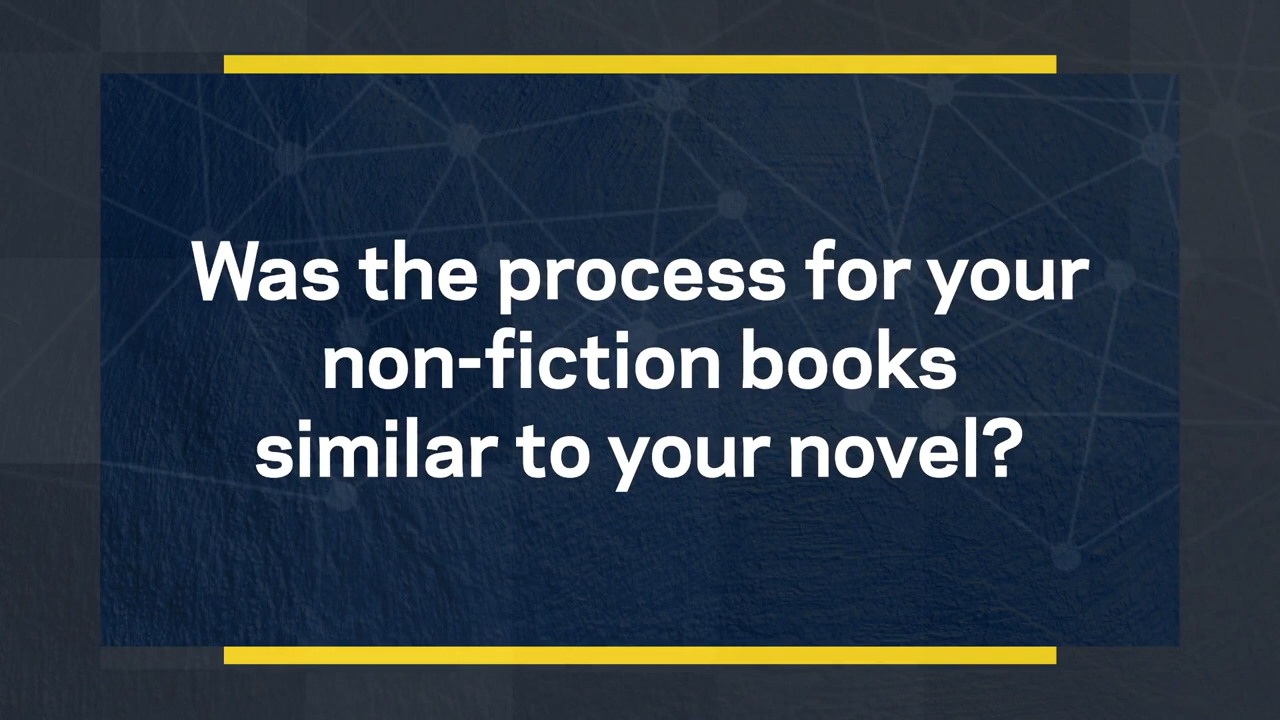 Was the process for your
non-fiction books
similar to your novel?